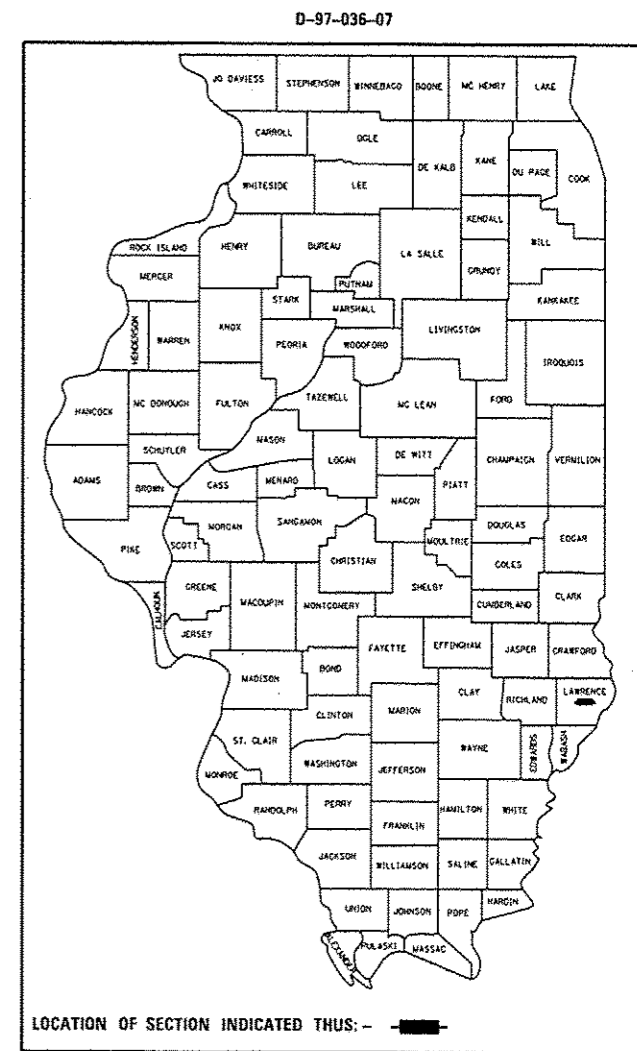 D-97-036-07
JO DAVIESS
STEPHENSON
WINNEBAGO
BOONE
MC HENRY
LAKE
CARROLL
OGLE
DE KALB
KANE
DU PAGE
COOK
WHITESIDE
LEE
KENDALL
WILL
ROCK ISLAND
HENRY
BUREAU
LA SALLE
GRUNDY
MERCER
PUTNAM
KANKAKEE
STARK
MARSHALL
HENDERSON
WARREN
KNOX
PEORIA
WOODFORD
LIVINGSTON
IROQUOIS
HANCOCK
MC DONOUGH
FULTON
TAZEWELL
MC LEAN
FORD
MASON
SCHUYLER
LOGAN
DE WITT
CHAMPAIGN
VERMILION
ADAMS
BROWN
CASS
MENARD
MACON
PIATT
MORGAN
SANGAMON
DOUGLAS
PIKE
SCOTT
CHRISTIAN
MOULTRIE
EDGAR
COLES
GREENE
MACOUPIN
MONTGOMERY
SHELBY
CUMBERLAND
CLARK
CALHOUN
JERSEY
FAYETTE
EFFINGHAM
JASPER
CRAWFORD
MADISON
BOND
CLAY
RICHLAND
LAWRENCE
CLINTON
MARION
ST. CLAIR
WAYNE
EDWARDS
WABASH
WASHINGTON
JEFFERSON
MONROE
RANDOLPH
PERRY
HAMILTON
WHITE
FRANKLIN
JACKSON
WILLIAMSON
SALINE
GALLATIN
UNION
JOHNSON
POPE
HARDIN
ALEXANDER
PULASKI
MASSAC
LOCATION OF SECTION INDICATED THUS: -